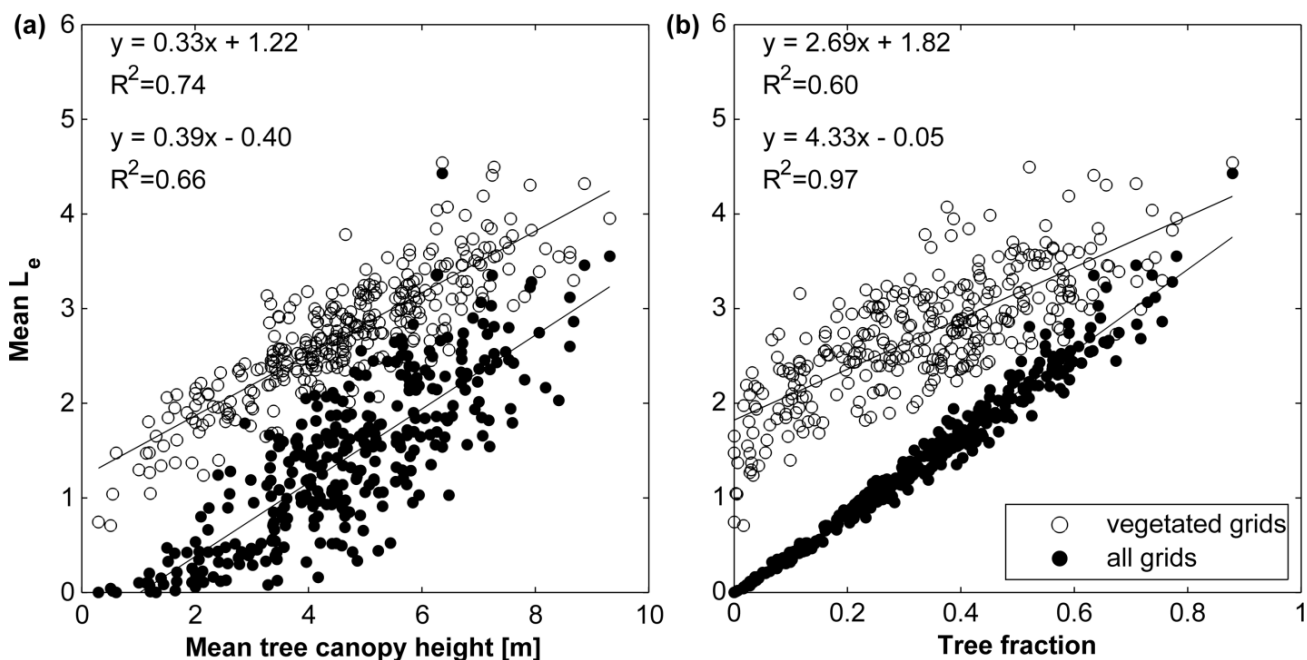 (a)
y = 0.33x + 1.22
R²=0.74
y = 0.39x - 0.40
R²=0.66
Mean Lₑ
6
5
4
3
2
1
0
0 2 4 6 8 10
Mean tree canopy height [m]
(b)
y = 2.69x + 1.82
R²=0.60
y = 4.33x - 0.05
R²=0.97
6
5
4
3
2
1
0
vegetated grids
all grids
0 0.2 0.4 0.6 0.8 1
Tree fraction